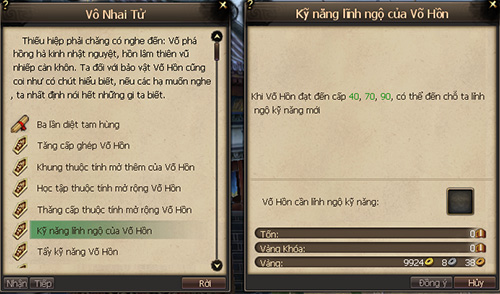 ?
Vô Nhai Tử
Thiếu hiệp phải chăng có nghe đến: Võ phá
hồng hà kinh nhật nguyệt, hồn lâm thiên vũ
nhiếp càn khôn. Ta đối với bảo vật Võ Hồn cũng
coi như có chút hiểu biết, nếu các hạ muốn nghe
, ta nhất định nói hết những gì ta biết.
Ba lần diệt tam hùng
Tăng cấp ghép Võ Hồn
Khung thuộc tính mở thêm của Võ Hồn
Học tập thuộc tính mở rộng Võ Hồn
Thăng cấp thuộc tính mở rộng Võ Hồn
Kỹ năng lĩnh ngộ của Võ Hồn
Tẩy kỹ năng Võ Hồn
Nhận
Tiếp
Rời
?
Kỹ năng lĩnh ngộ của Võ Hồn
Khi Võ Hồn đạt đến cấp 40, 70, 90, có thể đến chỗ ta lĩnh
ngộ kỹ năng mới
Võ Hồn cần lĩnh ngộ kỹ năng:
Tốn: 0
Vàng Khóa: 0
Vàng: 9924 8 38
Đồng ý
Hủy